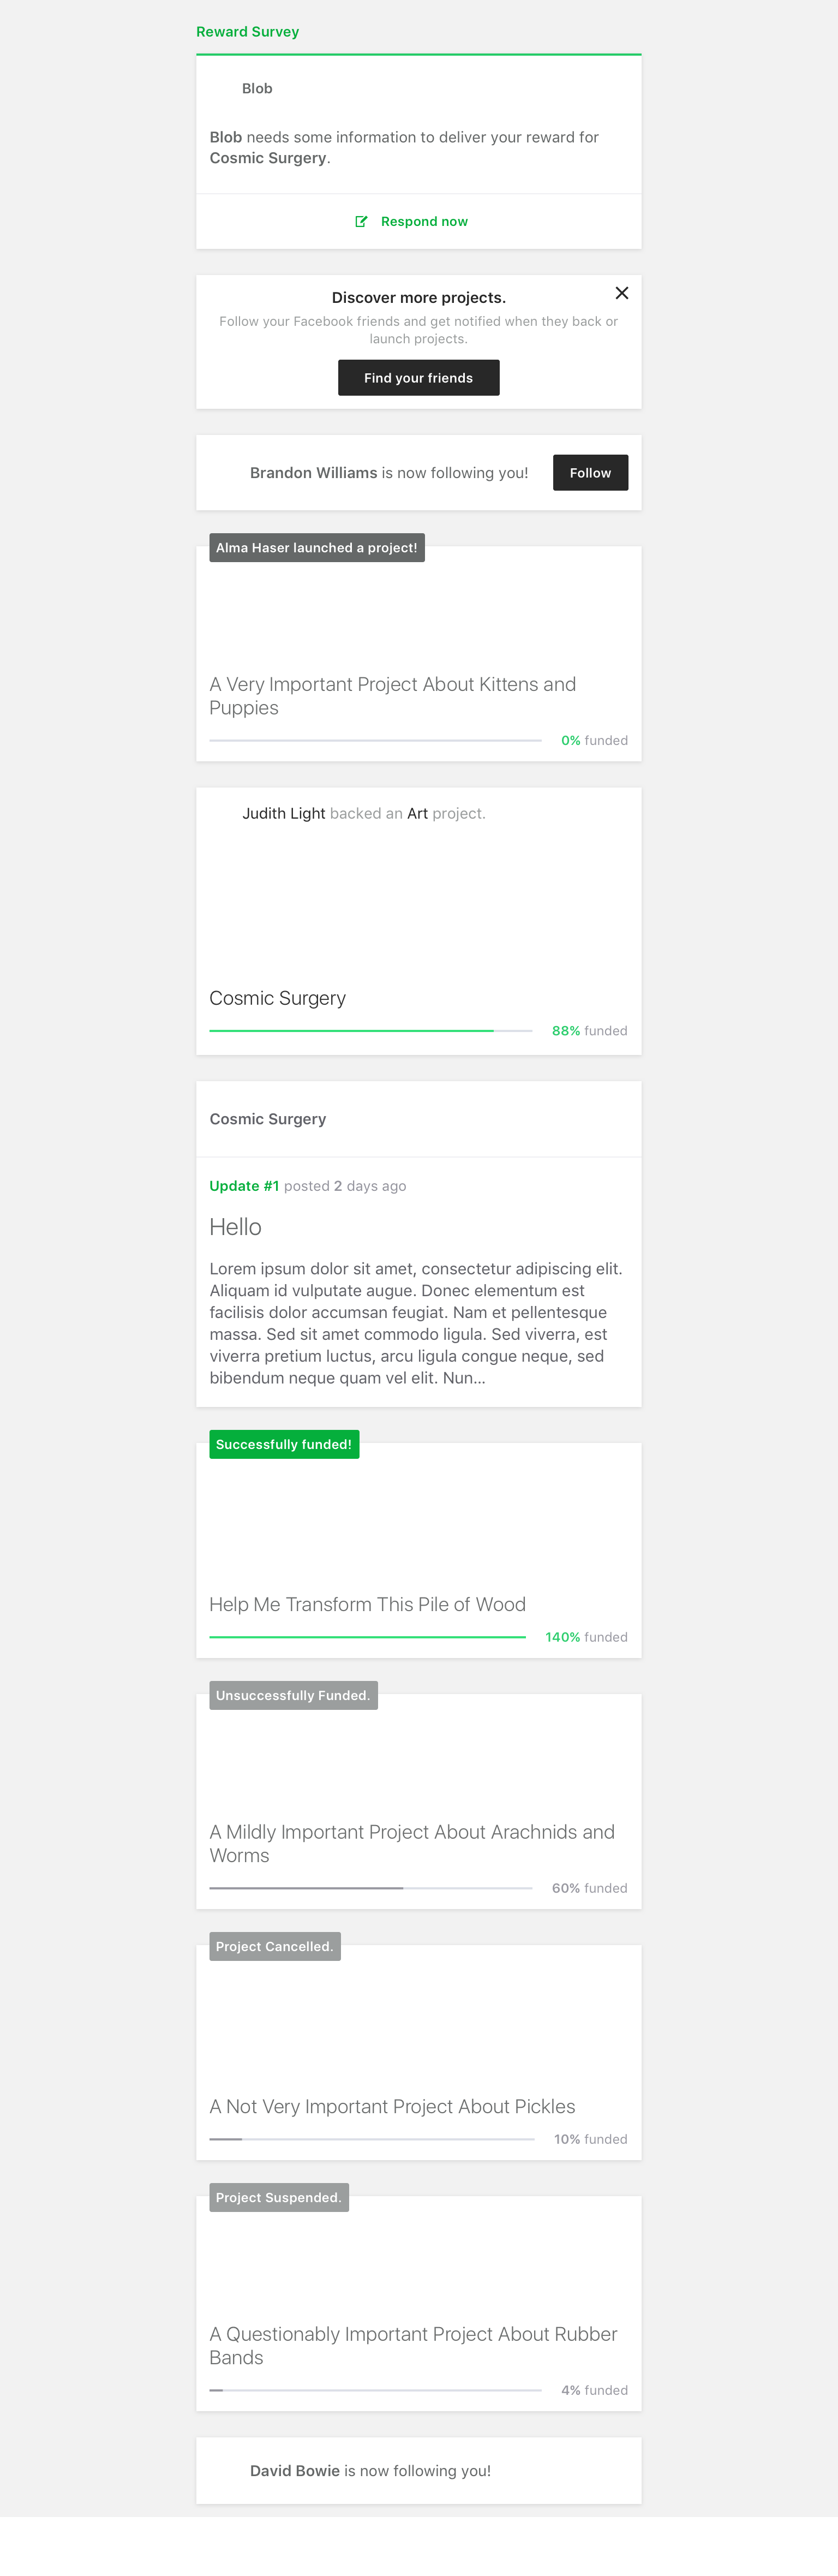 Reward Survey
Blob
Blob needs some information to deliver your reward for
Cosmic Surgery.
Respond now
Discover more projects.
Follow your Facebook friends and get notified when they back or
launch projects.
Find your friends
Brandon Williams is now following you!
Follow
Alma Haser launched a project!
A Very Important Project About Kittens and
Puppies
0% funded
Judith Light backed an Art project.
Cosmic Surgery
88% funded
Cosmic Surgery
Update #1 posted 2 days ago
Hello
Lorem ipsum dolor sit amet, consectetur adipiscing elit.
Aliquam id vulputate augue. Donec elementum est
facilisis dolor accumsan feugiat. Nam et pellentesque
massa. Sed sit amet commodo ligula. Sed viverra, est
viverra pretium luctus, arcu ligula congue neque, sed
bibendum neque quam vel elit. Nun...
Successfully funded!
Help Me Transform This Pile of Wood
140% funded
Unsuccessfully Funded.
A Mildly Important Project About Arachnids and
Worms
60% funded
Project Cancelled.
A Not Very Important Project About Pickles
10% funded
Project Suspended.
A Questionably Important Project About Rubber
Bands
4% funded
David Bowie is now following you!